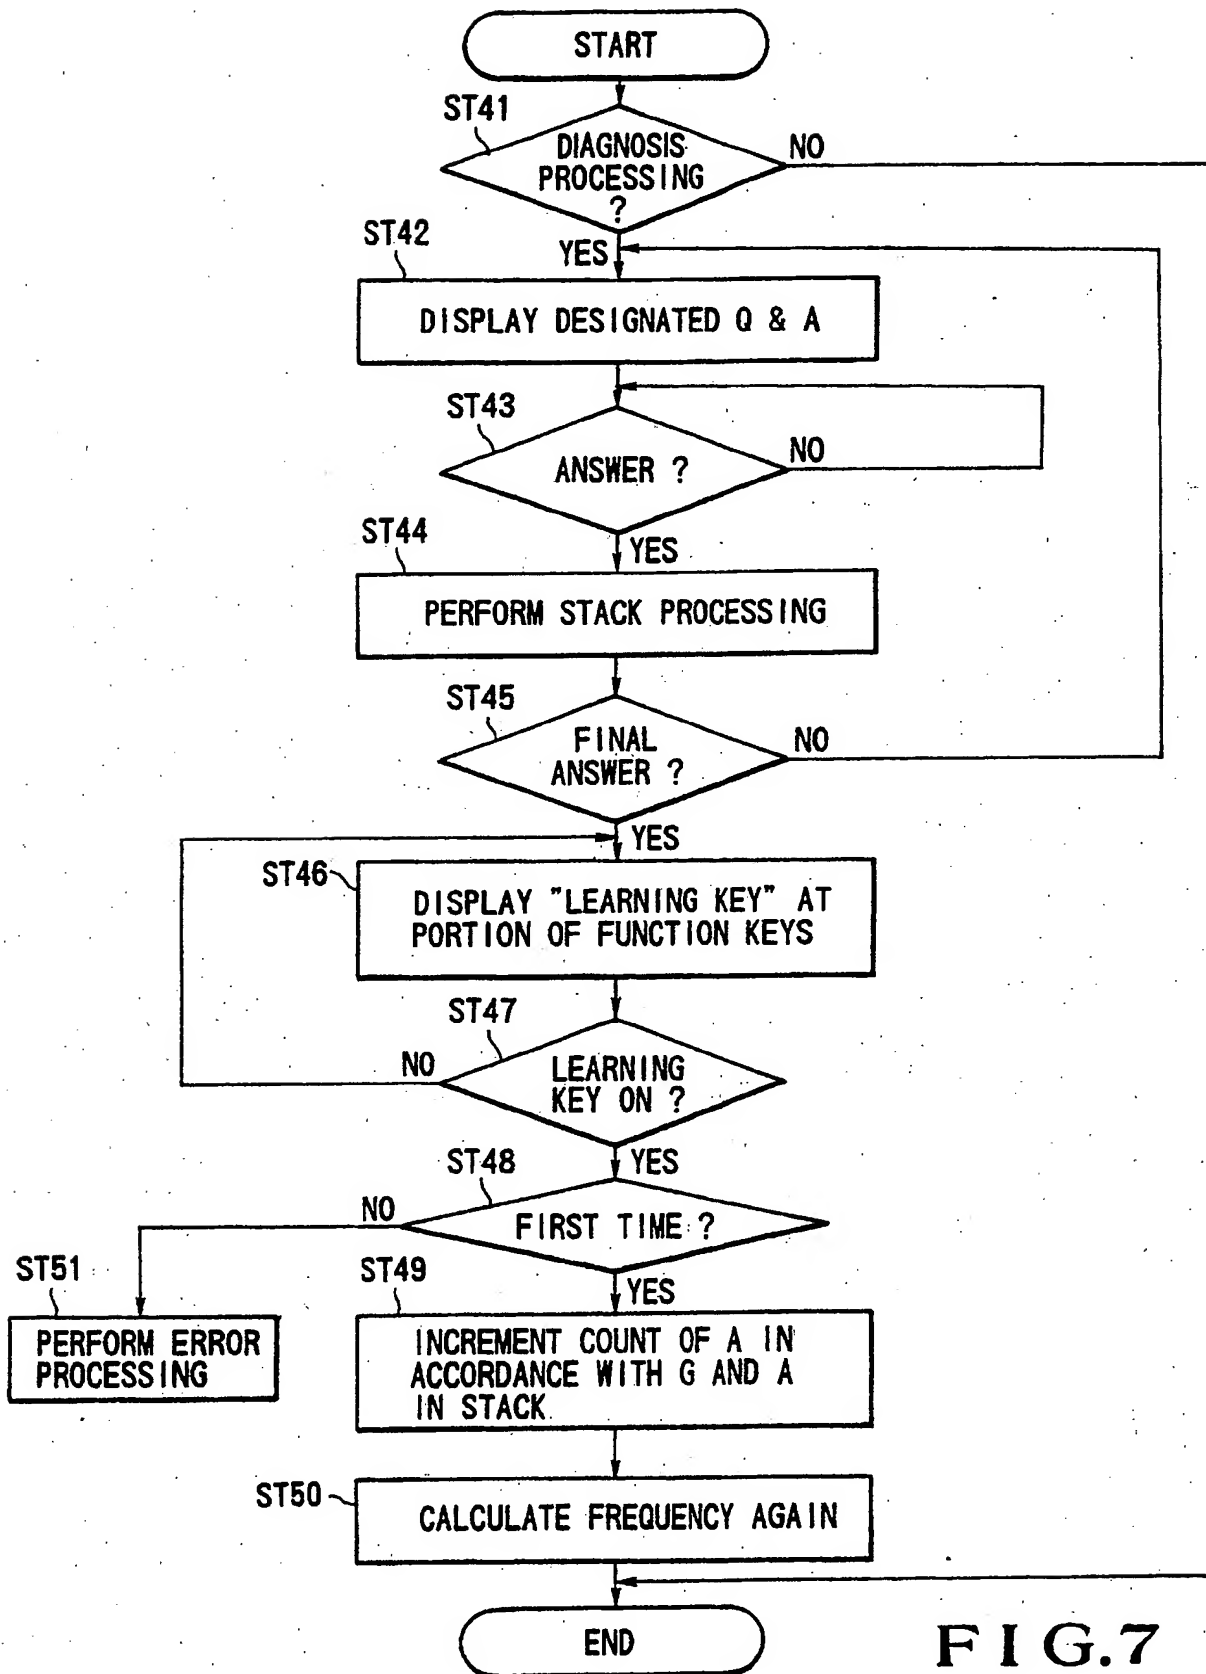 START
ST41
DIAGNOSIS
PROCESSING
?
NO
ST42
YES
DISPLAY DESIGNATED Q & A
ST43
ANSWER ?
NO
ST44
YES
PERFORM STACK PROCESSING
ST45
FINAL
ANSWER ?
NO
YES
ST46
DISPLAY "LEARNING KEY" AT
PORTION OF FUNCTION KEYS
ST47
NO
LEARNING
KEY ON ?
YES
ST48
NO
FIRST TIME ?
ST51
ST49
YES
PERFORM ERROR
PROCESSING
INCREMENT COUNT OF A IN
ACCORDANCE WITH G AND A
IN STACK
ST50
CALCULATE FREQUENCY AGAIN
END
FIG.7